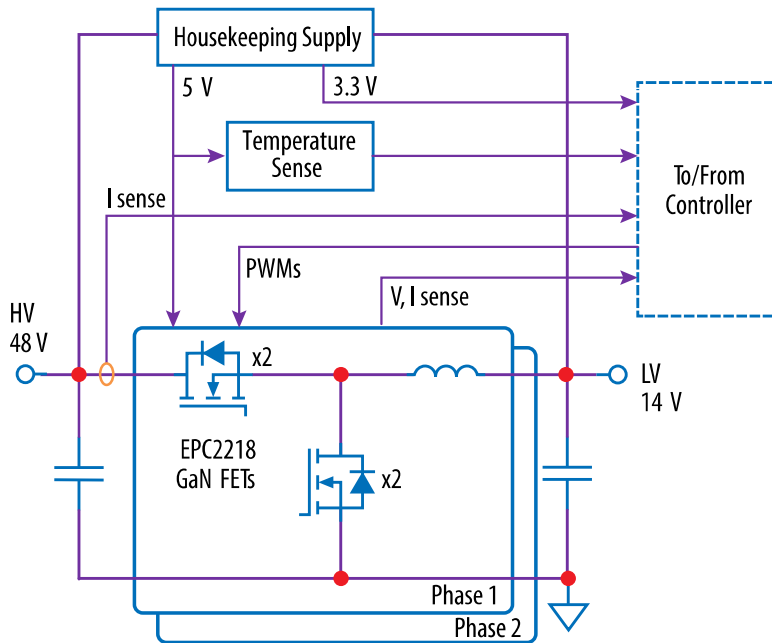 Housekeeping Supply
5 V
3.3 V
Temperature
Sense
To/From
Controller
I sense
PWMs
V, I sense
HV
48 V
x2
LV
14 V
EPC2218
GaN FETs
x2
Phase 1
Phase 2